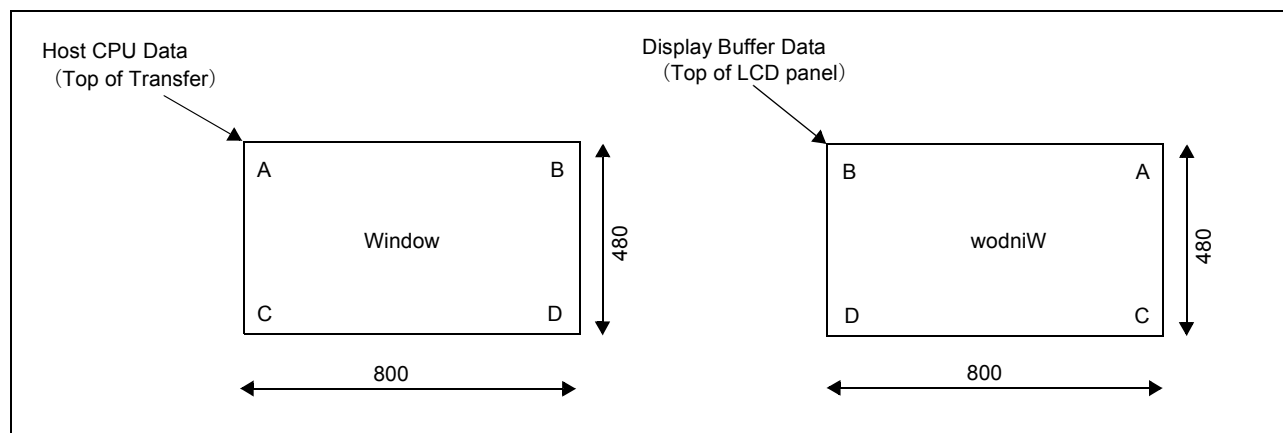 Host CPU Data
（Top of Transfer）
A B
Window
C D
480
800
Display Buffer Data
（Top of LCD panel）
B A
wodniW
D C
480
800